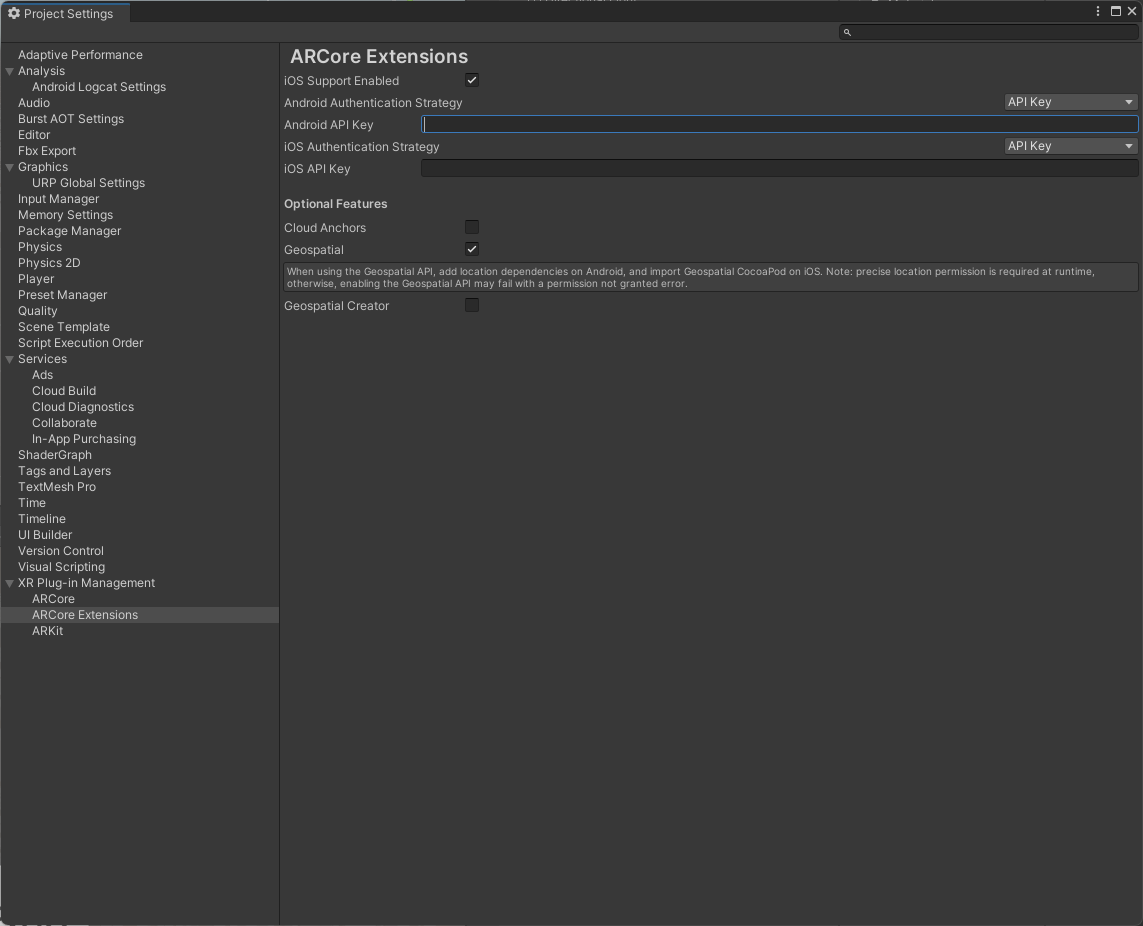 Project Settings
Adaptive Performance
Analysis
Android Logcat Settings
Audio
Burst AOT Settings
Editor
Fbx Export
Graphics
URP Global Settings
Input Manager
Memory Settings
Package Manager
Physics
Physics 2D
Player
Preset Manager
Quality
Scene Template
Script Execution Order
Services
Ads
Cloud Build
Cloud Diagnostics
Collaborate
In-App Purchasing
ShaderGraph
Tags and Layers
TextMesh Pro
Time
Timeline
UI Builder
Version Control
Visual Scripting
XR Plug-in Management
ARCore
ARCore Extensions
ARKit
ARCore Extensions
iOS Support Enabled
Android Authentication Strategy API Key
Android API Key
iOS Authentication Strategy API Key
iOS API Key
Optional Features
Cloud Anchors
Geospatial
When using the Geospatial API, add location dependencies on Android, and import Geospatial CocoaPod on iOS. Note: precise location permission is required at runtime,
otherwise, enabling the Geospatial API may fail with a permission not granted error.
Geospatial Creator